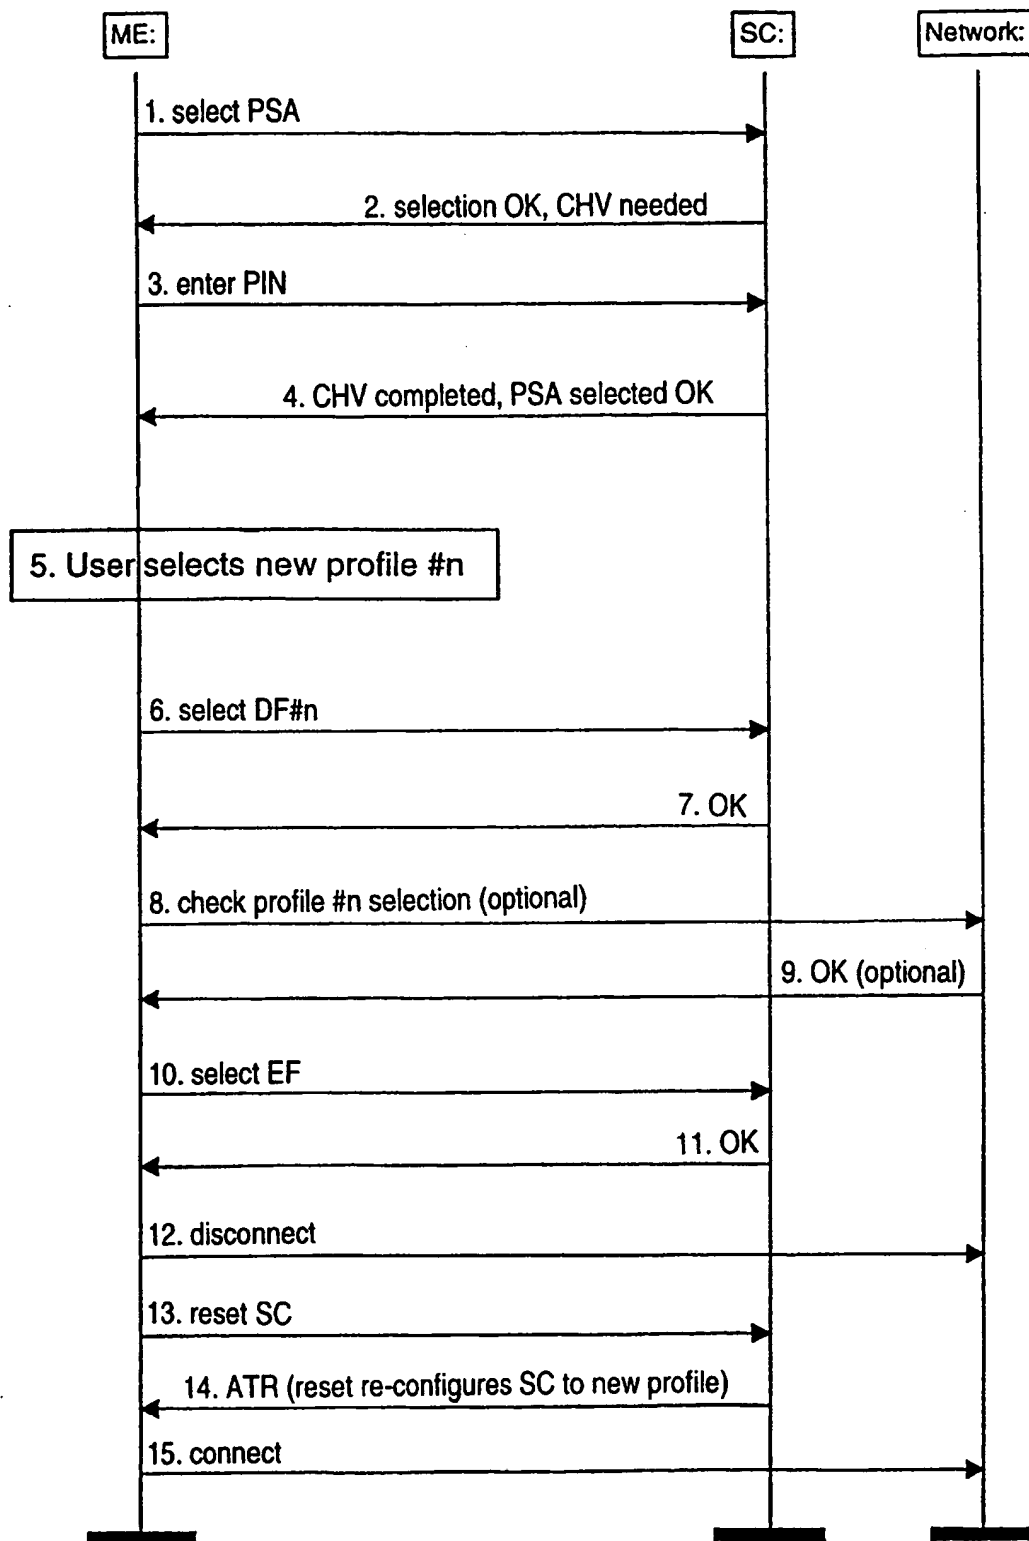 ME: SC: Network:
1. select PSA
2. selection OK, CHV needed
3. enter PIN
4. CHV completed, PSA selected OK
5. User selects new profile #n
6. select DF#n
7. OK
8. check profile #n selection (optional)
9. OK (optional)
10. select EF
11. OK
12. disconnect
13. reset SC
14. ATR (reset re-configures SC to new profile)
15. connect